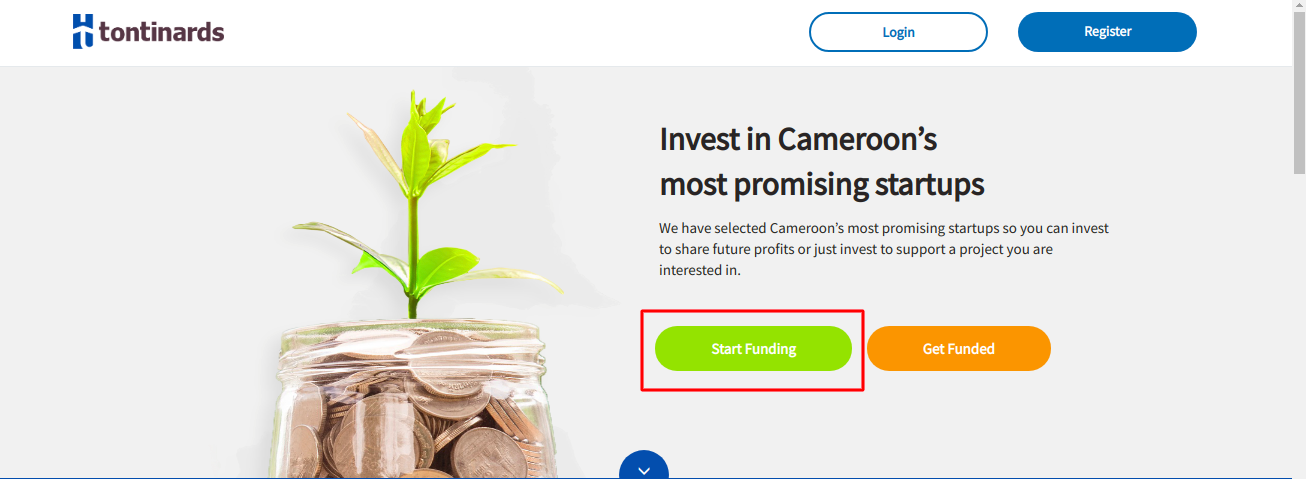 tontinards
Login
Register
Invest in Cameroon's
most promising startups
We have selected Cameroon's most promising startups so you can invest
to share future profits or just invest to support a project you are
interested in.
Start Funding
Get Funded